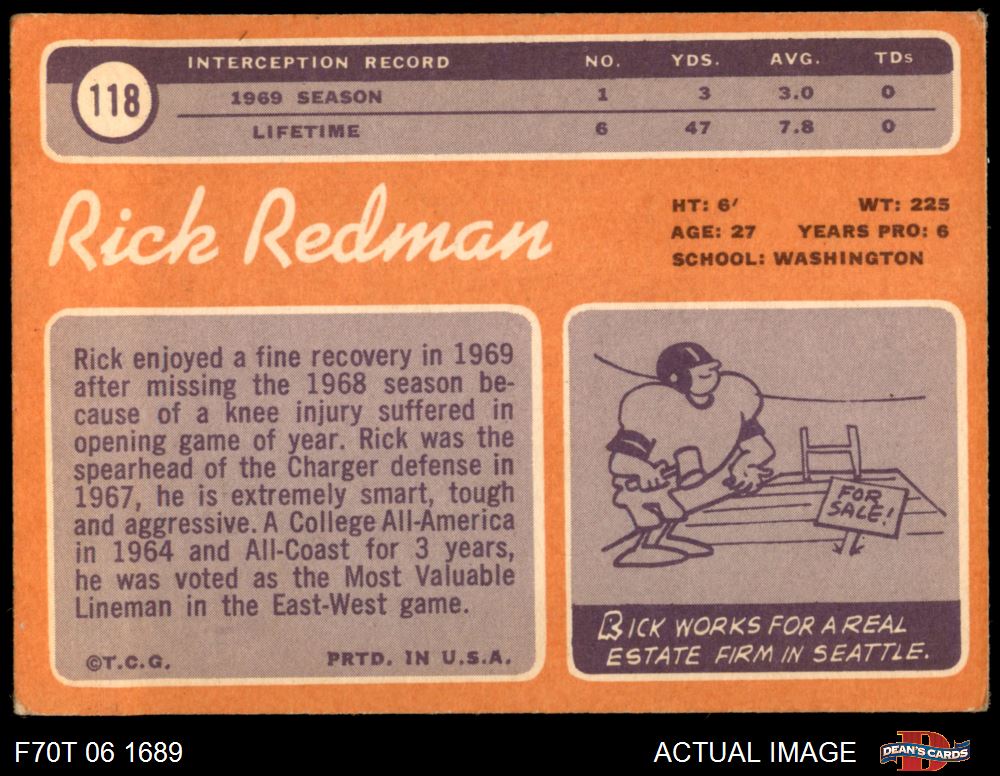 118
INTERCEPTION RECORD NO. YDS. AVG. TDs
1969 SEASON 1 3 3.0 0
LIFETIME 6 47 7.8 0
Rick Redman
HT: 6′ WT: 225
AGE: 27 YEARS PRO: 6
SCHOOL: WASHINGTON
Rick enjoyed a fine recovery in 1969
after missing the 1968 season be-
cause of a knee injury suffered in
opening game of year. Rick was the
spearhead of the Charger defense in
1967, he is extremely smart, tough
and aggressive. A College All-America
in 1964 and All-Coast for 3 years,
he was voted as the Most Valuable
Lineman in the East-West game.
©T.C.G. PRTD. IN U.S.A.
FOR
SALE!
RICK WORKS FOR A REAL
ESTATE FIRM IN SEATTLE.
F70T 06 1689 ACTUAL IMAGE DEAN'S CARDS